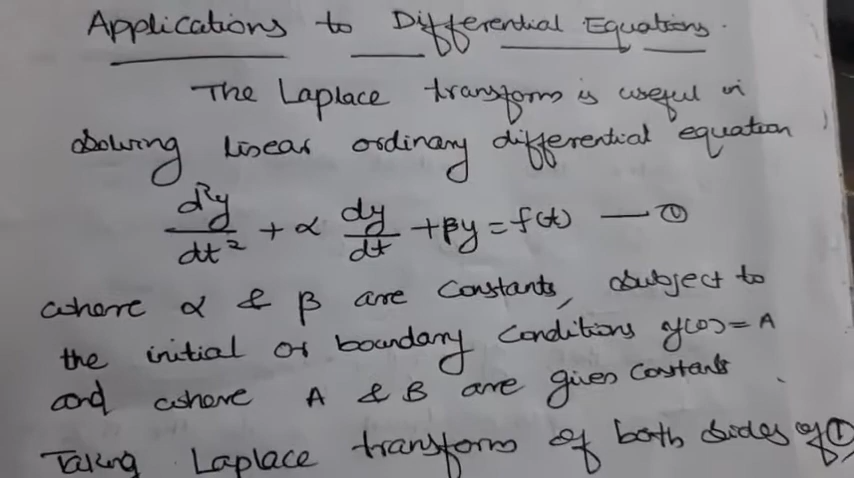 Applications to Differential Equations.
The Laplace transform is useful in
solving linear ordinary differential equation
d²y/dt² + α dy/dt + βy = f(t) — ①
where α & β are constants, subject to
the initial or boundary conditions y(0) = A
and where A & B are given constants
Taking Laplace transform of both sides of ①,